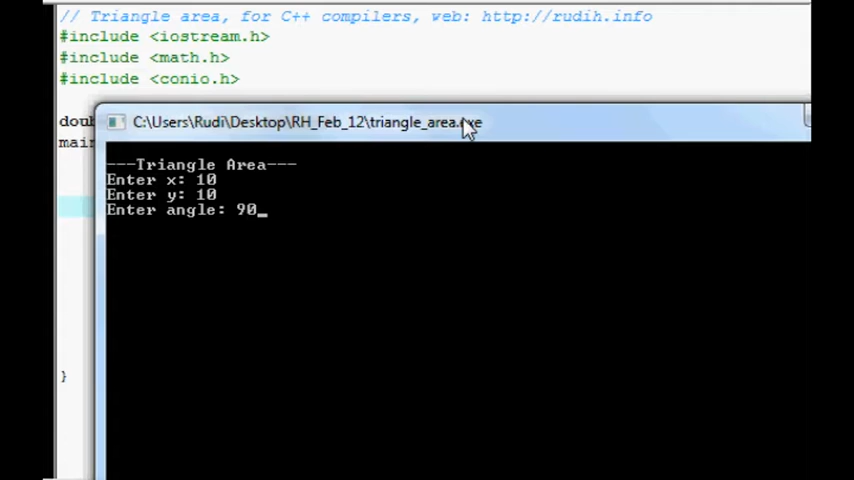 // Triangle area, for C++ compilers, web: http://rudih.info
#include <iostream.h>
#include <math.h>
#include <conio.h>
C:\Users\Rudi\Desktop\RH_Feb_12\triangle_area.exe
---Triangle Area---
Enter x: 10
Enter y: 10
Enter angle: 90_
}